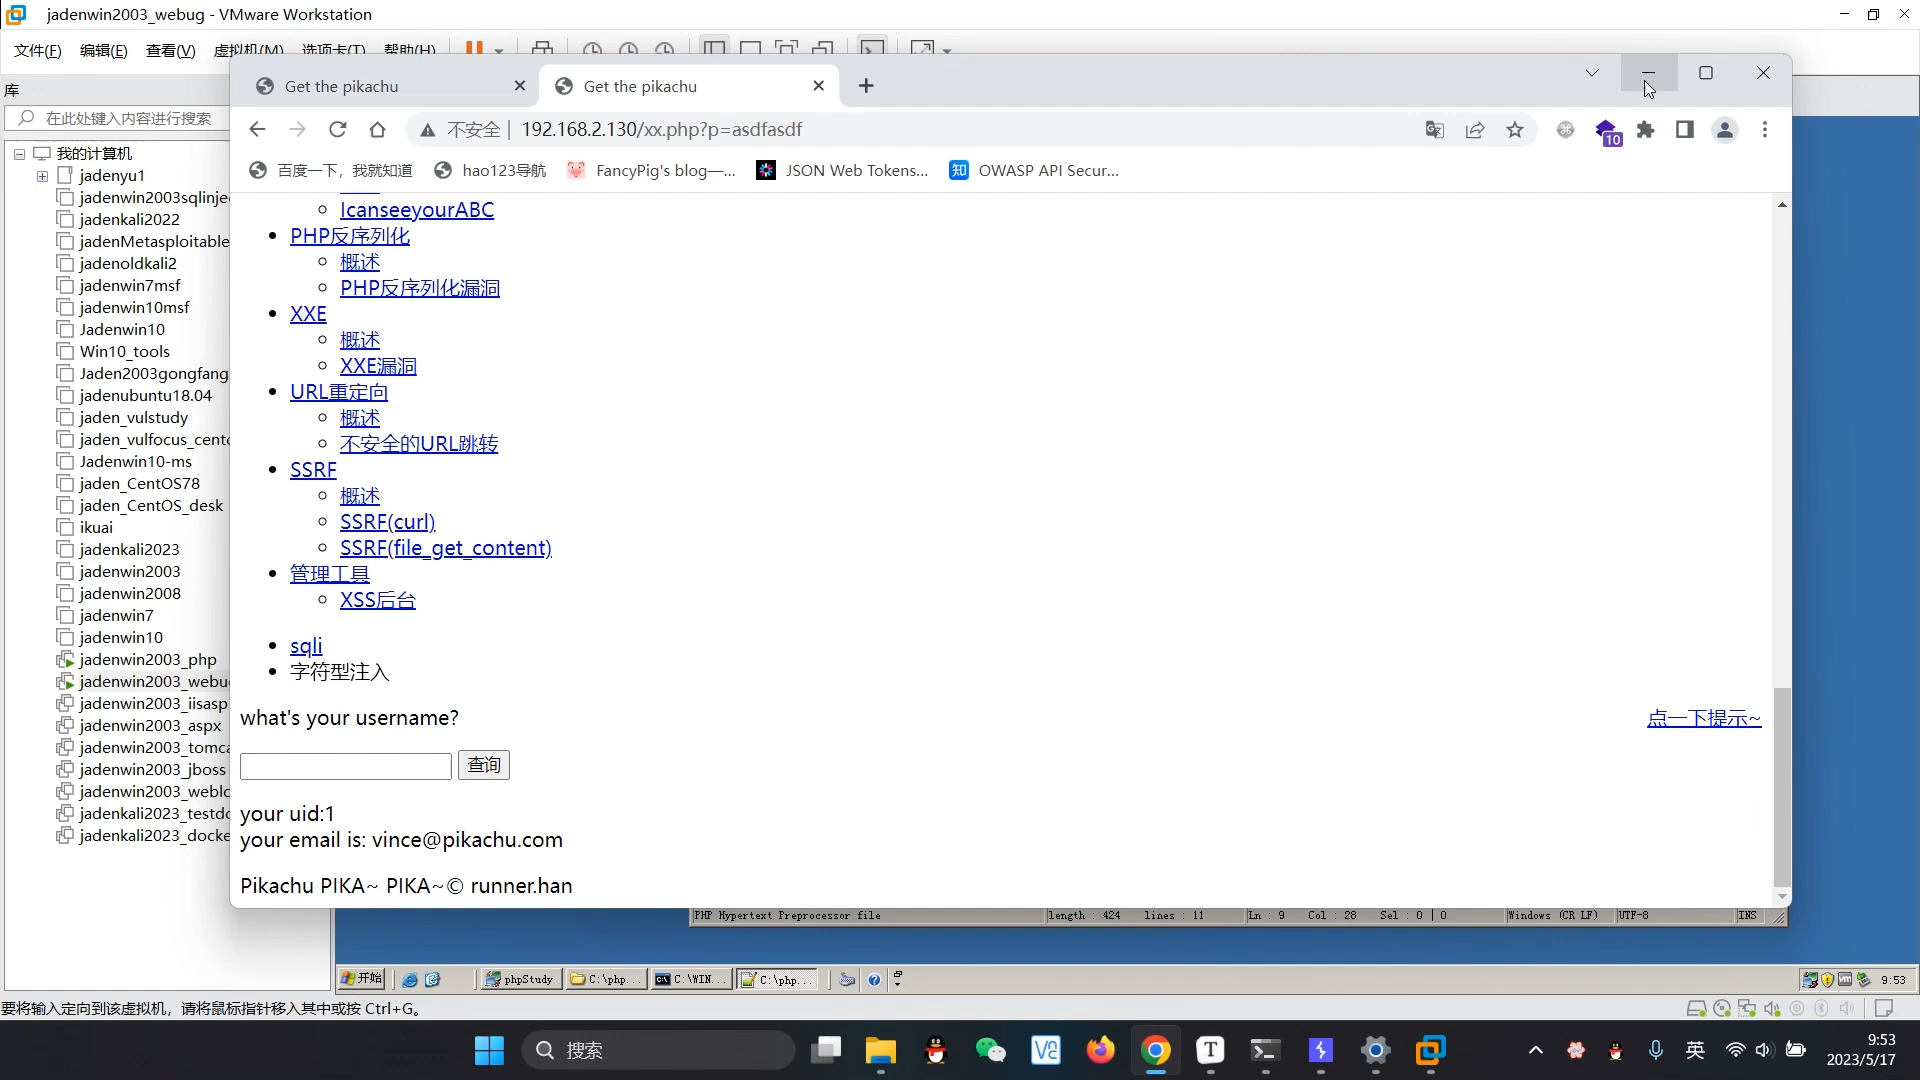 jadenwin2003_webug - VMware Workstation
文件(F) 编辑(E) 查看(V) 虚拟机(M) 选项卡(T) 帮助(H)
库
在此处键入内容进行搜索
我的计算机
jadenyu1
jadenwin2003sqlinje
jadenkali2022
jadenMetasploitable
jadenoldkali2
jadenwin7msf
jadenwin10msf
Jadenwin10
Win10_tools
Jaden2003gongfang
jadenubuntu18.04
jaden_vulstudy
jaden_vulfocus_cento
Jadenwin10-ms
jaden_CentOS78
jaden_CentOS_desk
ikuai
jadenkali2023
jadenwin2003
jadenwin2008
jadenwin7
jadenwin10
jadenwin2003_php
jadenwin2003_webu
jadenwin2003_iisasp
jadenwin2003_aspx
jadenwin2003_tomca
jadenwin2003_jboss
jadenwin2003_weblo
jadenkali2023_testdo
jadenkali2023_docke
Get the pikachu
Get the pikachu
不安全 192.168.2.130/xx.php?p=asdfasdf
10
百度一下，我就知道 hao123导航 FancyPig's blog—... JSON Web Tokens... 知 OWASP API Secur...
IcanseeyourABC
PHP反序列化
概述
PHP反序列化漏洞
XXE
概述
XXE漏洞
URL重定向
概述
不安全的URL跳转
SSRF
概述
SSRF(curl)
SSRF(file_get_content)
管理工具
XSS后台
sqli
字符型注入
what's your username?
点一下提示~
查询
your uid:1
your email is: vince@pikachu.com
Pikachu PIKA~ PIKA~© runner.han
PHP Hypertext Preprocessor file length : 424 lines : 11 Ln : 9 Col : 28 Sel : 0 | 0 Windows (CR LF) UTF-8 INS
开始 phpStudy C:\php... C:\WIN... C:\php... 9:53
要将输入定向到该虚拟机，请将鼠标指针移入其中或按 Ctrl+G。
搜索
英
9:53
2023/5/17